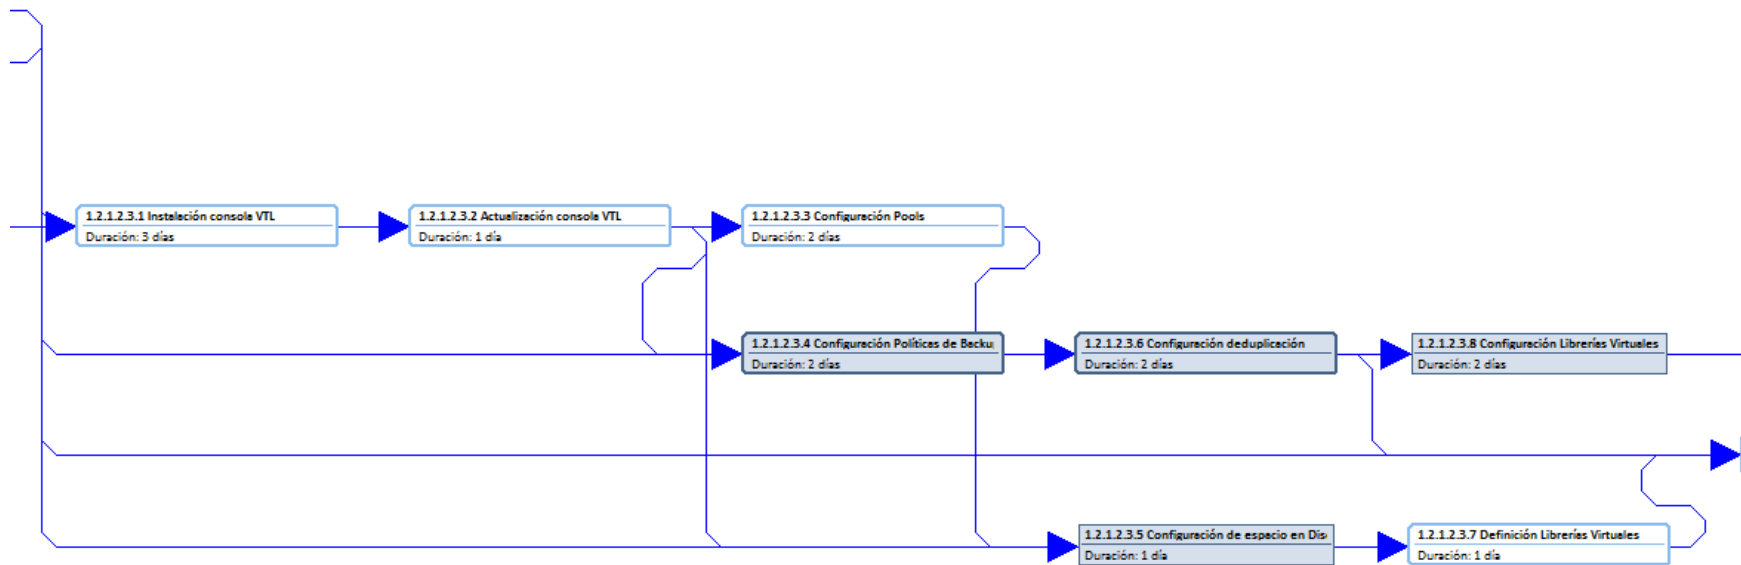 1.2.1.2.3.1 Instalación consola VTL
Duración: 3 días
1.2.1.2.3.2 Actualización consola VTL
Duración: 1 día
1.2.1.2.3.3 Configuración Pools
Duración: 2 días
1.2.1.2.3.4 Configuración Políticas de Backup
Duración: 2 días
1.2.1.2.3.6 Configuración deduplicación
Duración: 2 días
1.2.1.2.3.8 Configuración Librerías Virtuales
Duración: 2 días
1.2.1.2.3.5 Configuración de espacio en
Duración: 1 día
1.2.1.2.3.7 Definición Librerías Virtuales
Duración: 1 día